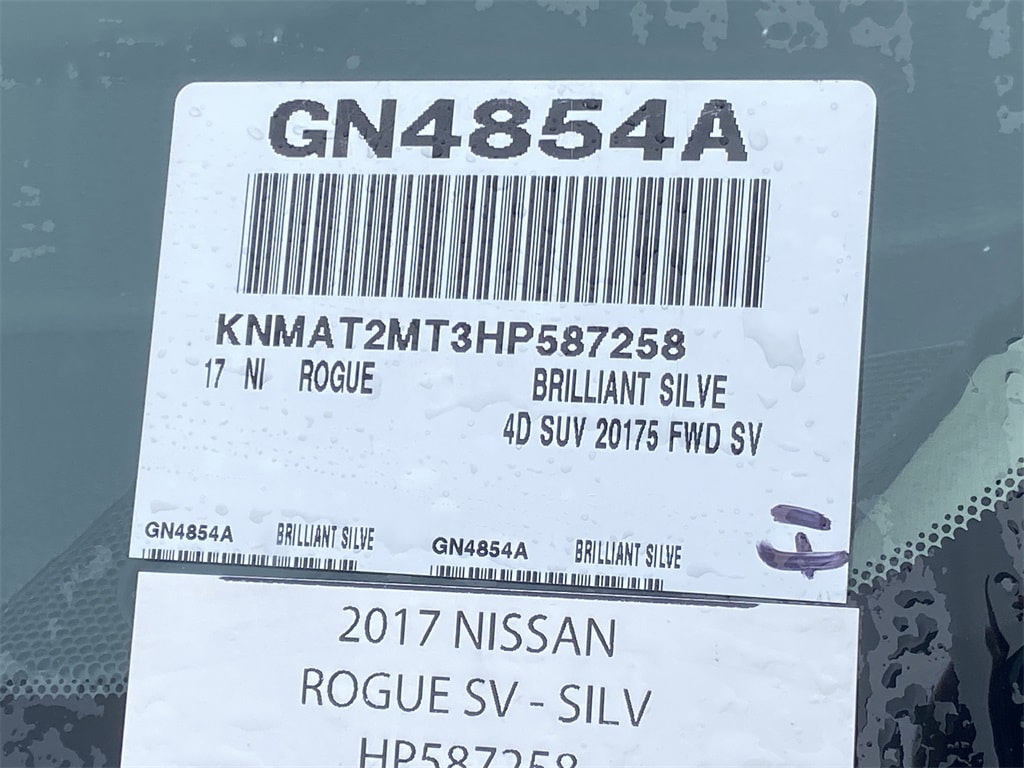 GN4854A
KNMAT2MT3HP587258
17 NI ROGUE BRILLIANT SILVE
4D SUV 20175 FWD SV
GN4854A BRILLIANT SILVE GN4854A BRILLIANT SILVE
2017 NISSAN
ROGUE SV - SILV
HP587258